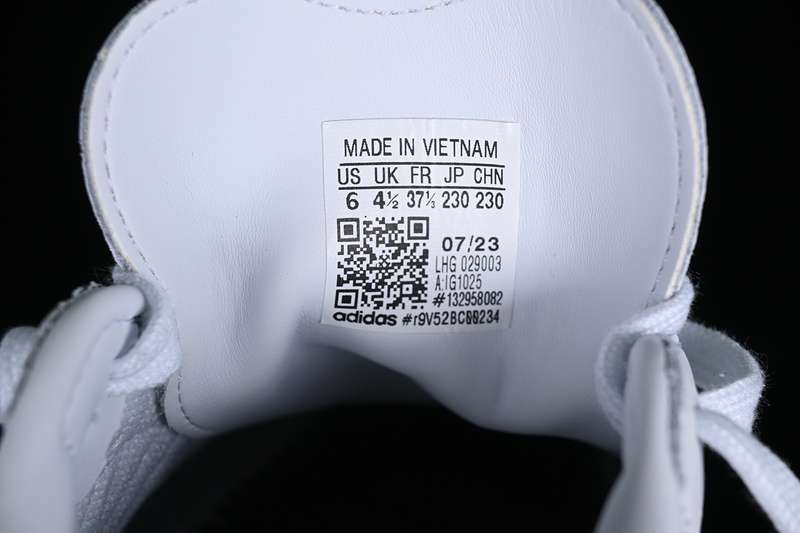 MADE IN VIETNAM
US UK FR JP CHN
6 4½ 37⅓ 230 230
07/23
LHG 029003
A:IG1025
#132958082
adidas #r9V52BC00234